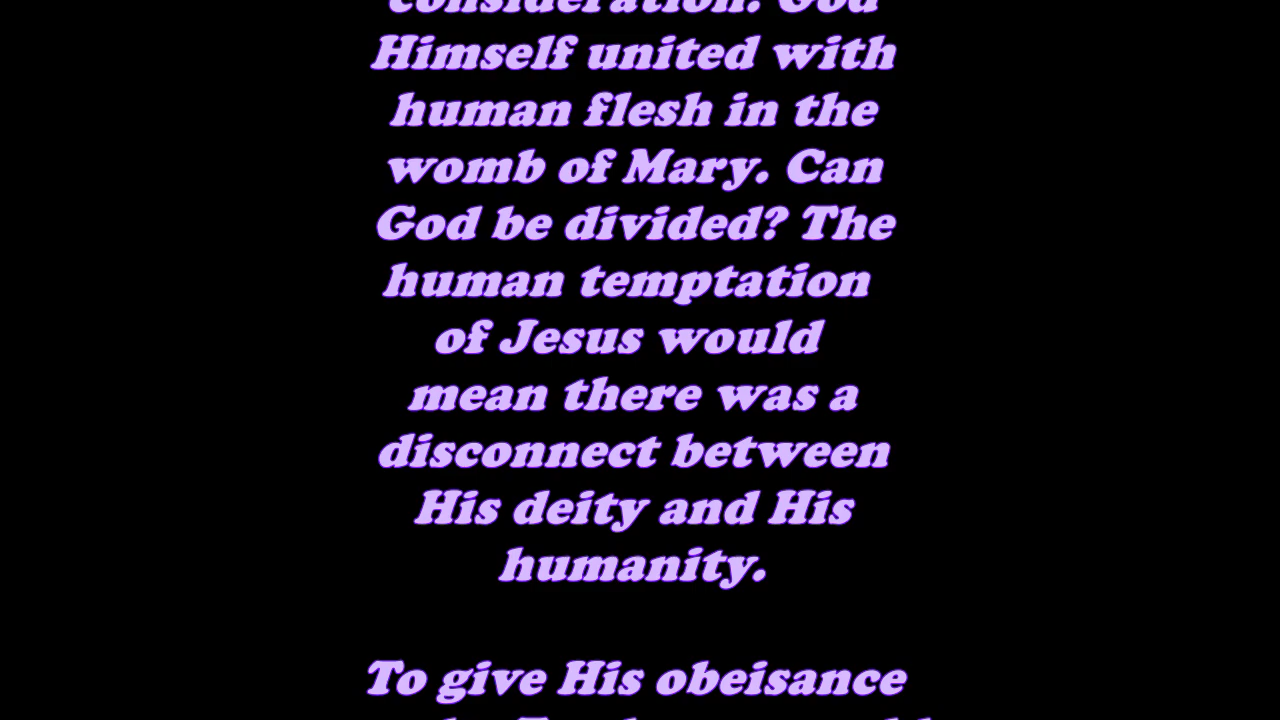 consideration. God
Himself united with
human flesh in the
womb of Mary. Can
God be divided? The
human temptation
of Jesus would
mean there was a
disconnect between
His deity and His
humanity.
To give His obeisance